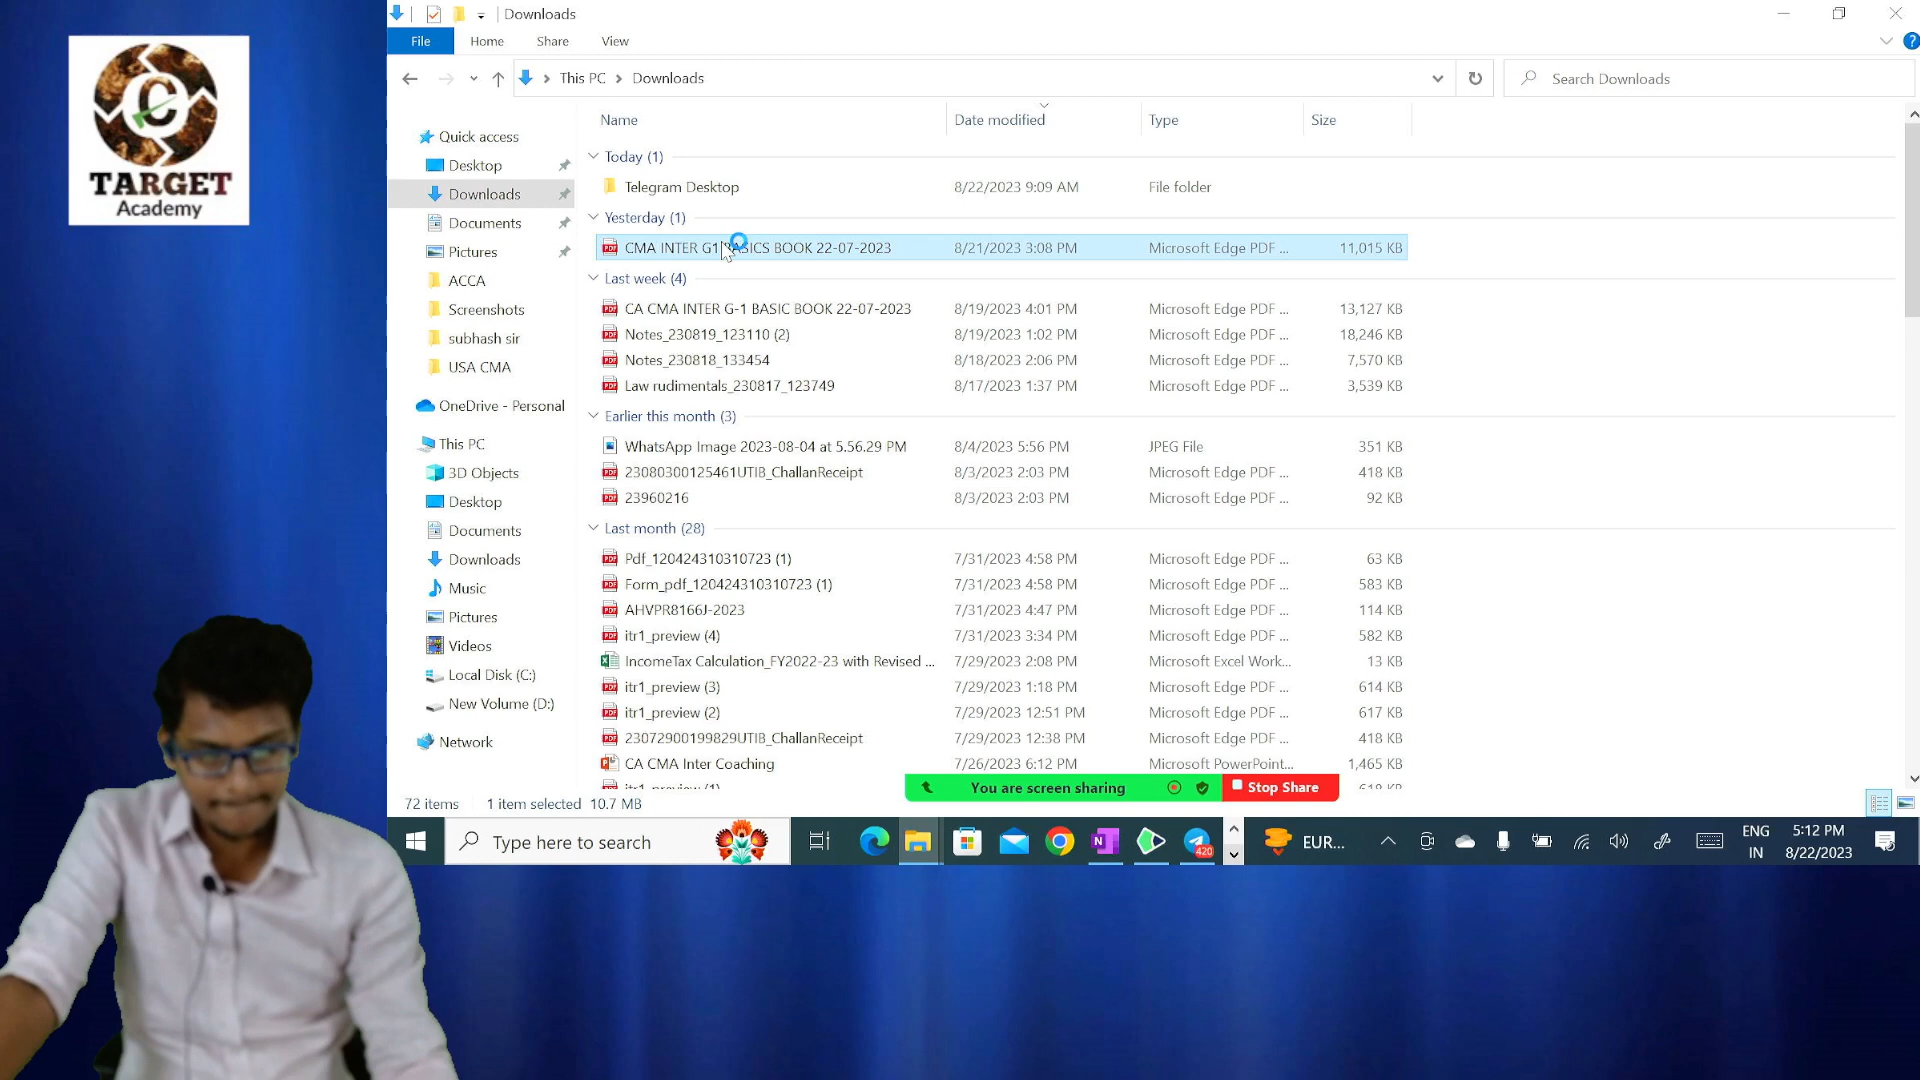 TARGET
Academy
Downloads
File
Home
Share
View
This PC
Downloads
Search Downloads
Quick access
Desktop
Downloads
Documents
Pictures
ACCA
Screenshots
subhash sir
USA CMA
OneDrive - Personal
This PC
3D Objects
Desktop
Documents
Downloads
Music
Pictures
Videos
Local Disk (C:)
New Volume (D:)
Network
Name Date modified Type Size
Today (1)
Telegram Desktop 8/22/2023 9:09 AM File folder
Yesterday (1)
CMA INTER G1 BASICS BOOK 22-07-2023 8/21/2023 3:08 PM Microsoft Edge PDF ... 11,015 KB
Last week (4)
CA CMA INTER G-1 BASIC BOOK 22-07-2023 8/19/2023 4:01 PM Microsoft Edge PDF ... 13,127 KB
Notes_230819_123110 (2) 8/19/2023 1:02 PM Microsoft Edge PDF ... 18,246 KB
Notes_230818_133454 8/18/2023 2:06 PM Microsoft Edge PDF ... 7,570 KB
Law rudimentals_230817_123749 8/17/2023 1:37 PM Microsoft Edge PDF ... 3,539 KB
Earlier this month (3)
WhatsApp Image 2023-08-04 at 5.56.29 PM 8/4/2023 5:56 PM JPEG File 351 KB
23080300125461UTIB_ChallanReceipt 8/3/2023 2:03 PM Microsoft Edge PDF ... 418 KB
23960216 8/3/2023 2:03 PM Microsoft Edge PDF ... 92 KB
Last month (28)
Pdf_120424310310723 (1) 7/31/2023 4:58 PM Microsoft Edge PDF ... 63 KB
Form_pdf_120424310310723 (1) 7/31/2023 4:58 PM Microsoft Edge PDF ... 583 KB
AHVPR8166J-2023 7/31/2023 4:47 PM Microsoft Edge PDF ... 114 KB
itr1_preview (4) 7/31/2023 3:34 PM Microsoft Edge PDF ... 582 KB
IncomeTax Calculation_FY2022-23 with Revised ... 7/29/2023 2:08 PM Microsoft Excel Work... 13 KB
itr1_preview (3) 7/29/2023 1:18 PM Microsoft Edge PDF ... 614 KB
itr1_preview (2) 7/29/2023 12:51 PM Microsoft Edge PDF ... 617 KB
23072900199829UTIB_ChallanReceipt 7/29/2023 12:38 PM Microsoft Edge PDF ... 418 KB
CA CMA Inter Coaching 7/26/2023 6:12 PM Microsoft PowerPoint... 1,465 KB
You are screen sharing Stop Share
72 items 1 item selected 10.7 MB
Type here to search
420
EUR...
ENG
IN
5:12 PM
8/22/2023